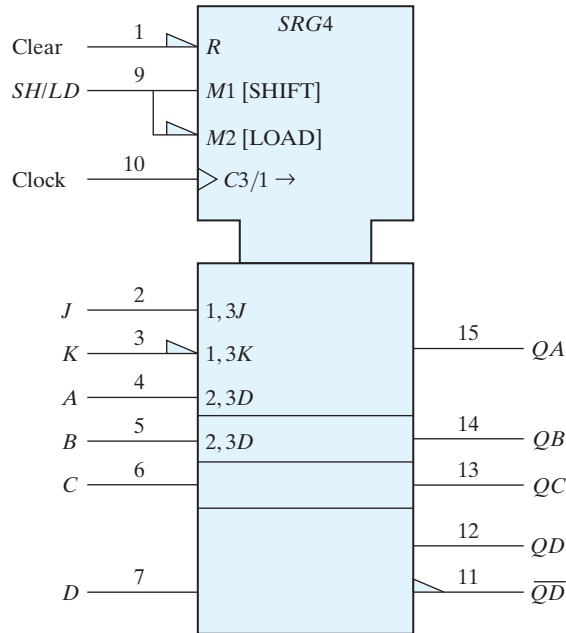 SRG4
Clear 1 R
SH/LD 9 M1 [SHIFT]
M2 [LOAD]
Clock 10 C3/1 →
J 2 1, 3J
K 3 1, 3K
15 QA
A 4 2, 3D
B 5 2, 3D
14 QB
C 6
13 QC
12 QD
D 7
11 Q̅D̅